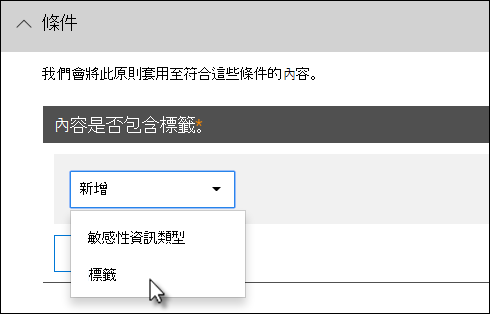 條件
我們會將此原則套用至符合這些條件的內容。
內容是否包含標籤。*
新增
敏感性資訊類型
標籤